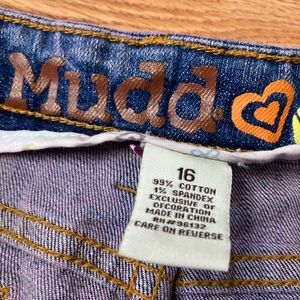 Mudd®
16
99% COTTON
1% SPANDEX
EXCLUSIVE OF
DECORATION
MADE IN CHINA
RN#96132
CARE ON REVERSE